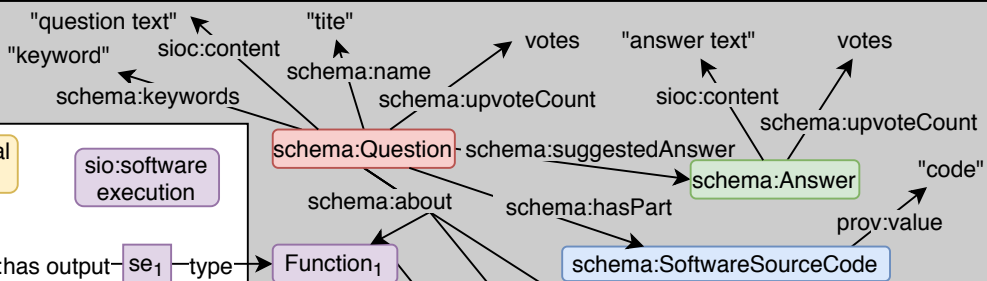 "question text"
"tite"
votes
"answer text"
votes
"keyword"
sioc:content
schema:name
schema:keywords
schema:upvoteCount
sioc:content
schema:upvoteCount
al
sio:software
execution
schema:Question
schema:suggestedAnswer
schema:Answer
"code"
schema:about
schema:hasPart
prov:value
:has output
se1
type
Function1
schema:SoftwareSourceCode